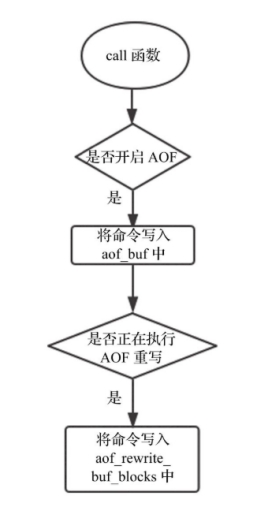 call 函数
是否开启 AOF
是
将命令写入
aof_buf 中
是否正在执行
AOF 重写
是
将命令写入
aof_rewrite_
buf_blocks 中